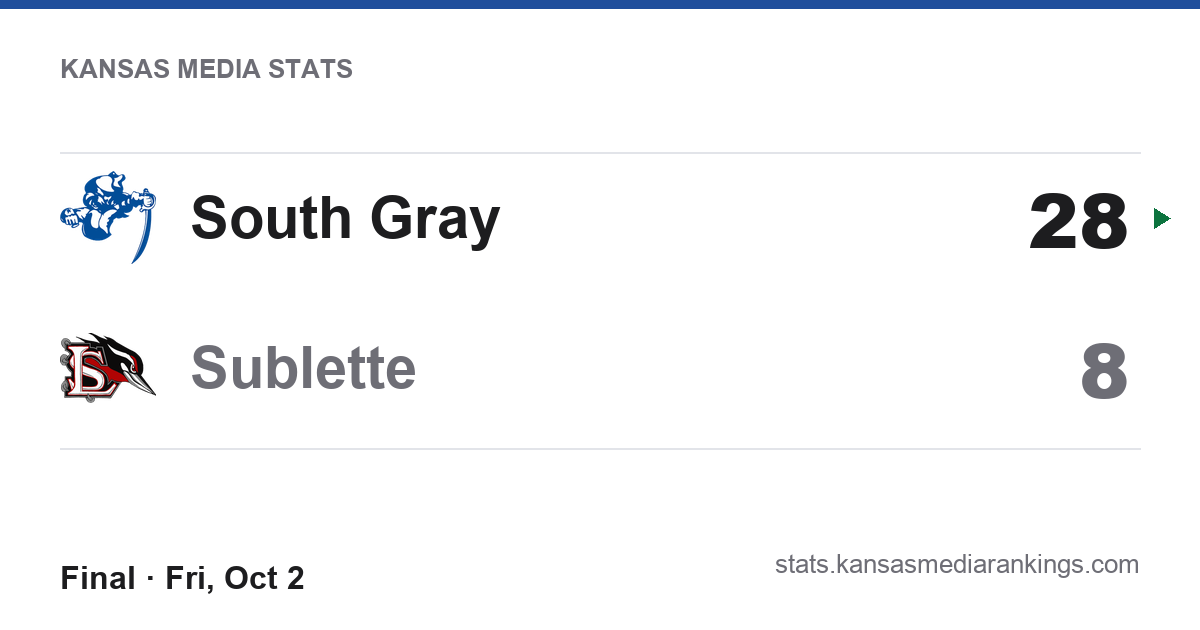 KANSAS MEDIA STATS
South Gray 28
Sublette 8
Final · Fri, Oct 2
stats.kansasmediarankings.com